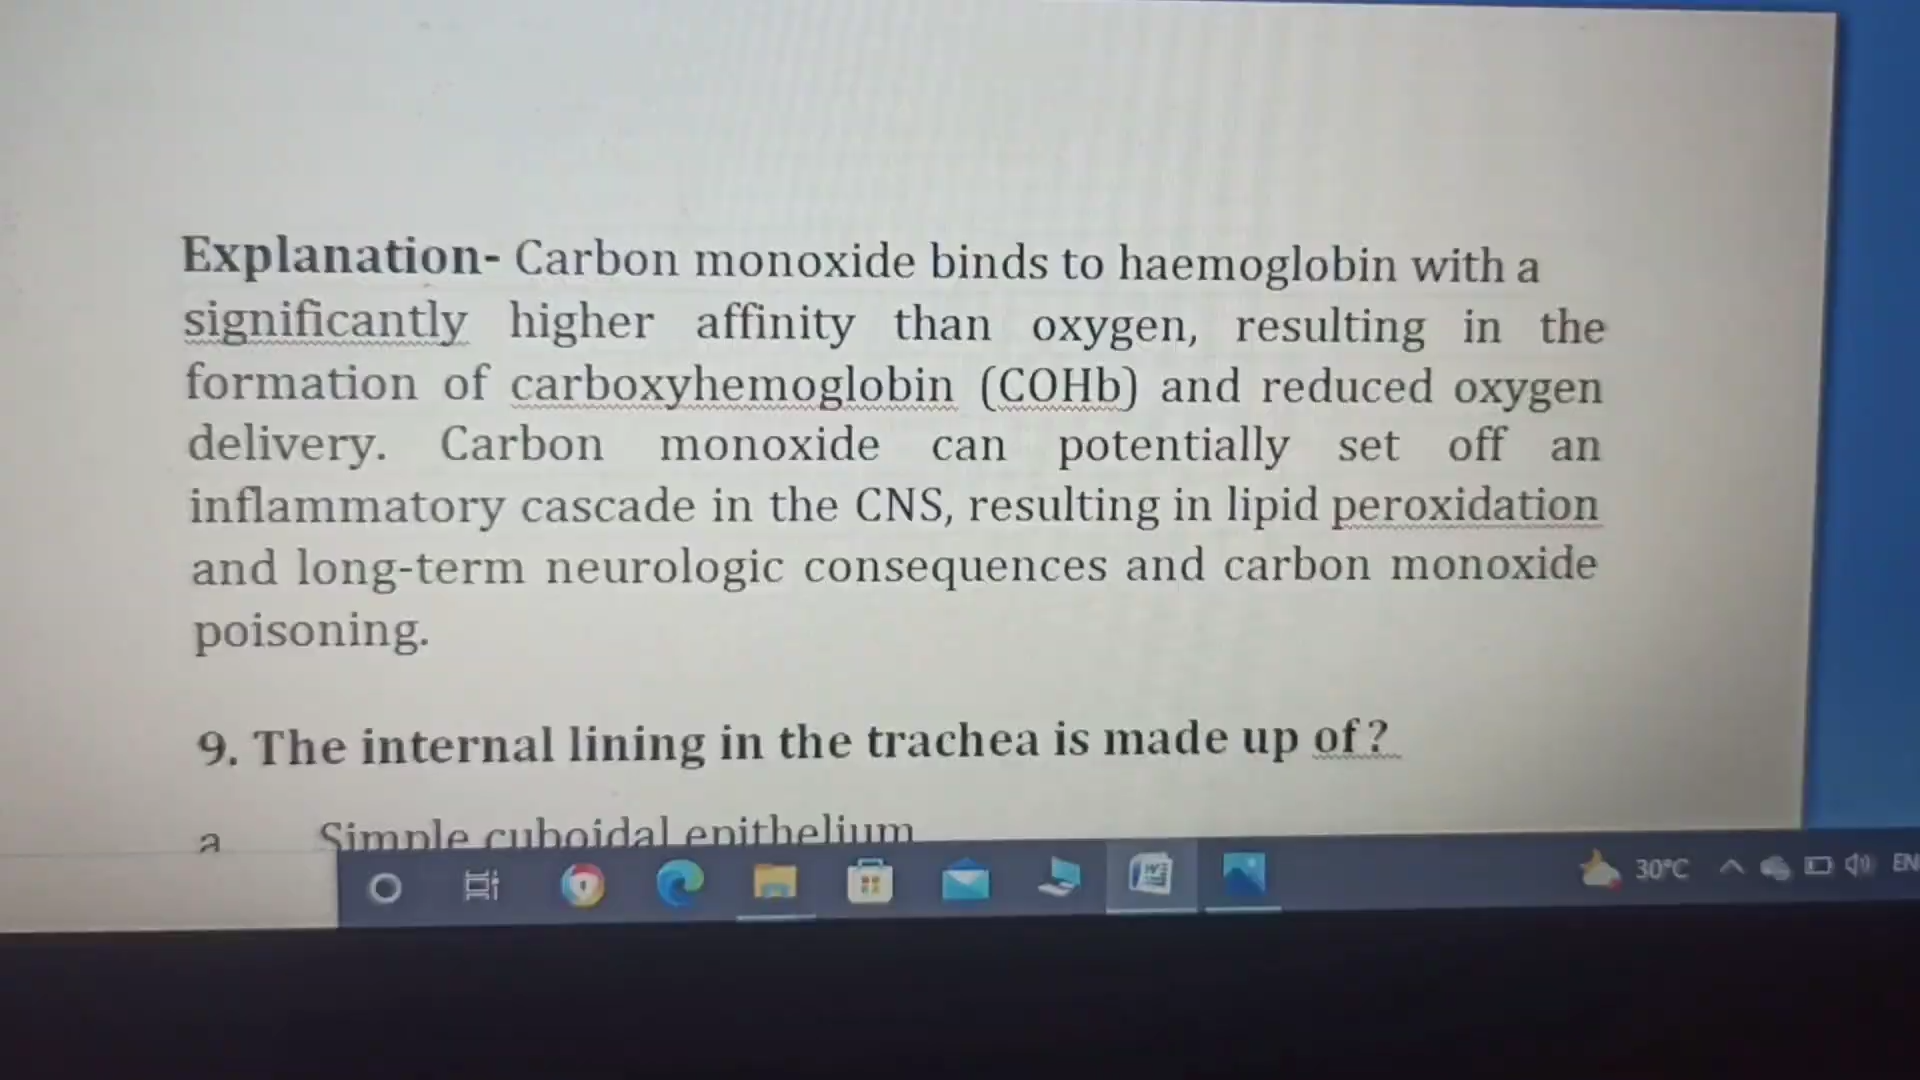 Explanation- Carbon monoxide binds to haemoglobin with a
significantly higher affinity than oxygen, resulting in the
formation of carboxyhemoglobin (COHb) and reduced oxygen
delivery. Carbon monoxide can potentially set off an
inflammatory cascade in the CNS, resulting in lipid peroxidation
and long-term neurologic consequences and carbon monoxide
poisoning.
9. The internal lining in the trachea is made up of?
a Simple cuboidal epithelium
30°C EN